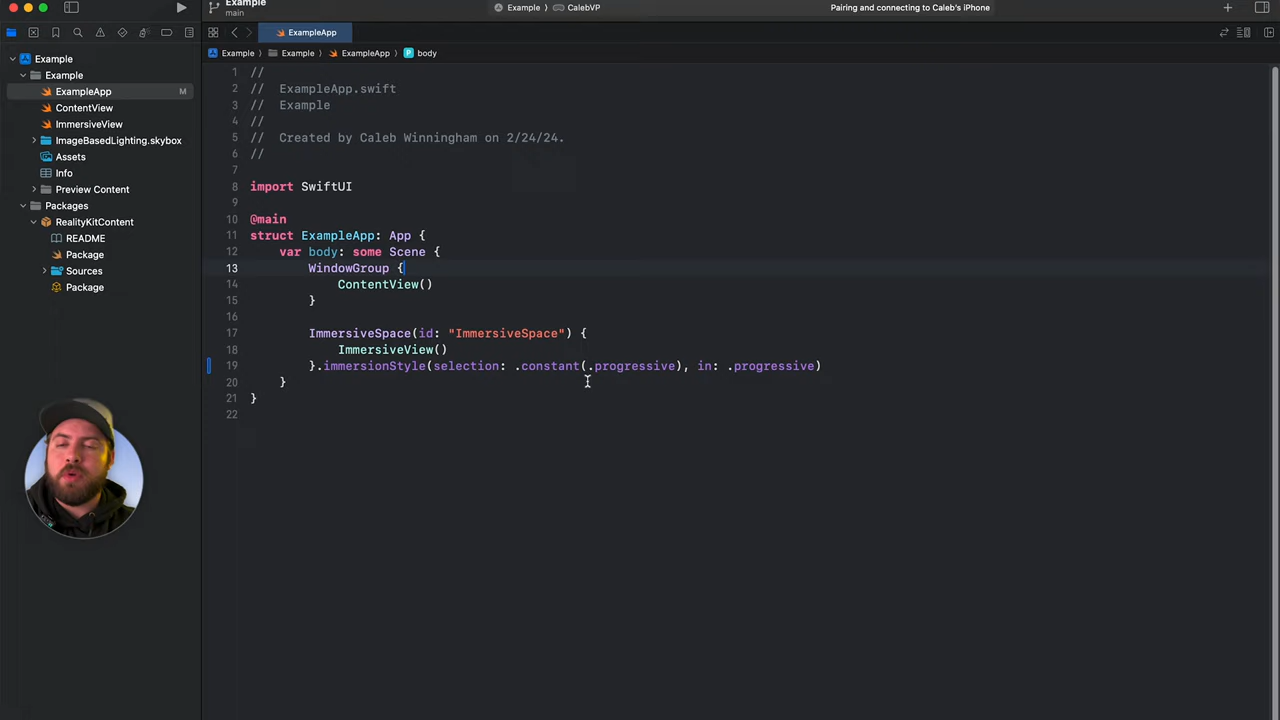 Example
main
Example 〉 CalebVP
Pairing and connecting to Caleb's iPhone
ExampleApp
Example 〉 Example 〉 ExampleApp 〉 P body
Example
Example
ExampleApp M
ContentView
ImmersiveView
ImageBasedLighting.skybox
Assets
Info
Preview Content
Packages
RealityKitContent
README
Package
Sources
Package
1 //
2 //  ExampleApp.swift
3 //  Example
4 //
5 //  Created by Caleb Winningham on 2/24/24.
6 //
7
8 import SwiftUI
9
10 @main
11 struct ExampleApp: App {
12     var body: some Scene {
13         WindowGroup {
14             ContentView()
15         }
16
17         ImmersiveSpace(id: "ImmersiveSpace") {
18             ImmersiveView()
19         }.immersionStyle(selection: .constant(.progressive), in: .progressive)
20     }
21 }
22